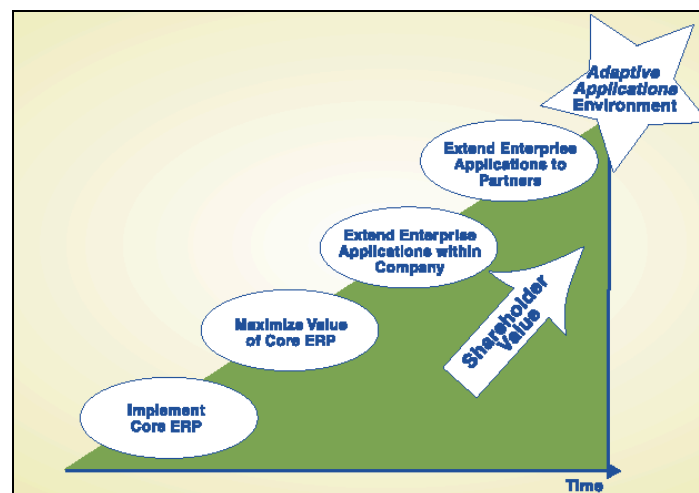 Adaptive
Applications
Environment
Extend Enterprise
Applications to
Partners
Extend Enterprise
Applications within
Company
Shareholder
Value
Maximize Value
of Core ERP
Implement
Core ERP
Time